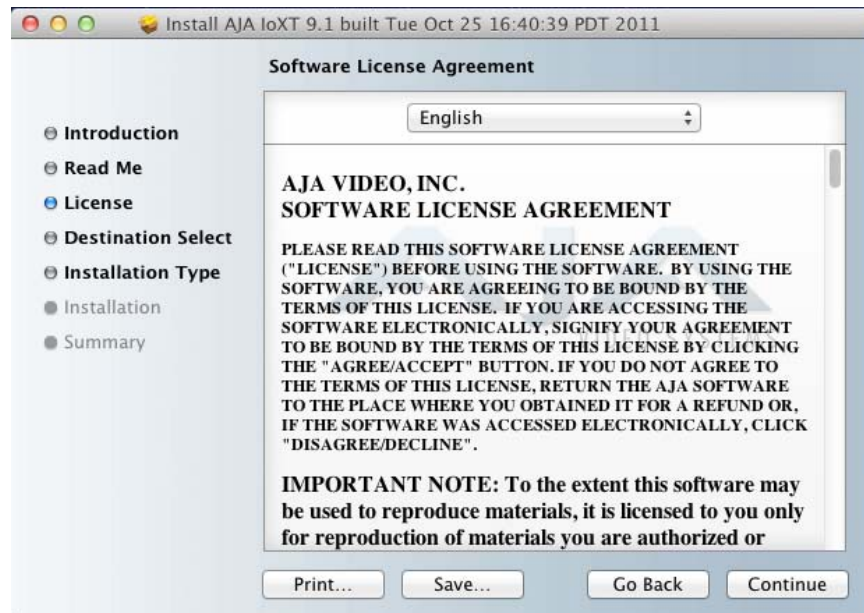 Install AJA IoXT 9.1 built Tue Oct 25 16:40:39 PDT 2011
Software License Agreement
Introduction
Read Me
License
Destination Select
Installation Type
Installation
Summary
English
AJA VIDEO, INC.
SOFTWARE LICENSE AGREEMENT
PLEASE READ THIS SOFTWARE LICENSE AGREEMENT
("LICENSE") BEFORE USING THE SOFTWARE. BY USING THE
SOFTWARE, YOU ARE AGREEING TO BE BOUND BY THE
TERMS OF THIS LICENSE. IF YOU ARE ACCESSING THE
SOFTWARE ELECTRONICALLY, SIGNIFY YOUR AGREEMENT
TO BE BOUND BY THE TERMS OF THIS LICENSE BY CLICKING
THE "AGREE/ACCEPT" BUTTON. IF YOU DO NOT AGREE TO
THE TERMS OF THIS LICENSE, RETURN THE AJA SOFTWARE
TO THE PLACE WHERE YOU OBTAINED IT FOR A REFUND OR,
IF THE SOFTWARE WAS ACCESSED ELECTRONICALLY, CLICK
"DISAGREE/DECLINE".
IMPORTANT NOTE: To the extent this software may
be used to reproduce materials, it is licensed to you only
for reproduction of materials you are authorized or
AJA
VIDEO SYSTEMS
Print...
Save...
Go Back
Continue